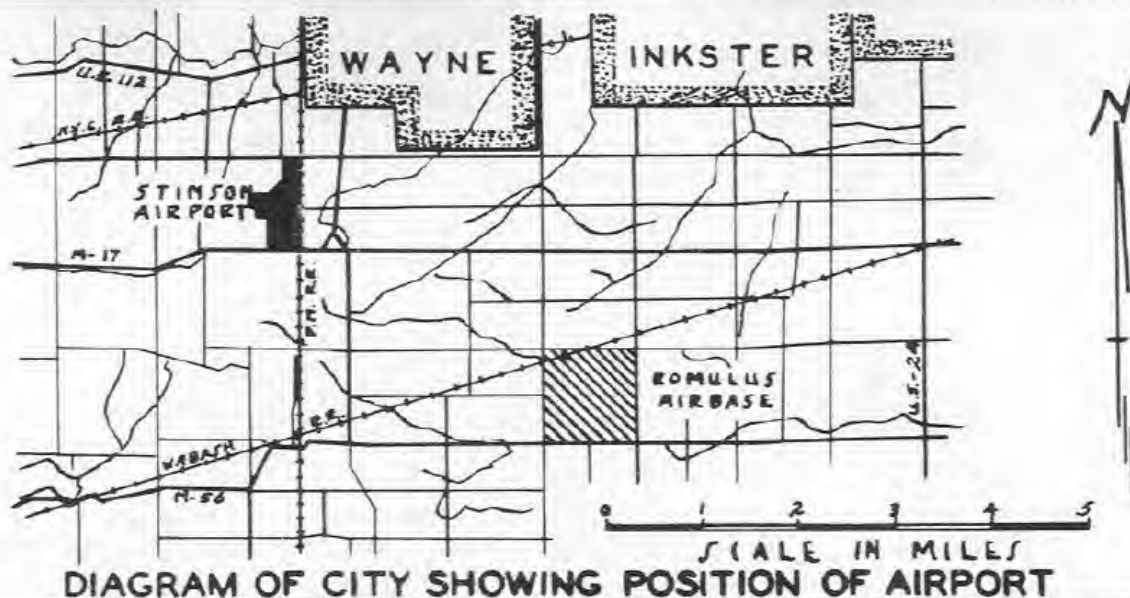 WAYNE
INKSTER
N
U.S. 112
N.Y.C. R.R.
STINSON
AIRPORT
M-17
P.M. R.R.
ROMULUS
AIRBASE
U.S.-24
WABASH R.R.
M-56
0 1 2 3 4 5
SCALE IN MILES
DIAGRAM OF CITY SHOWING POSITION OF AIRPORT